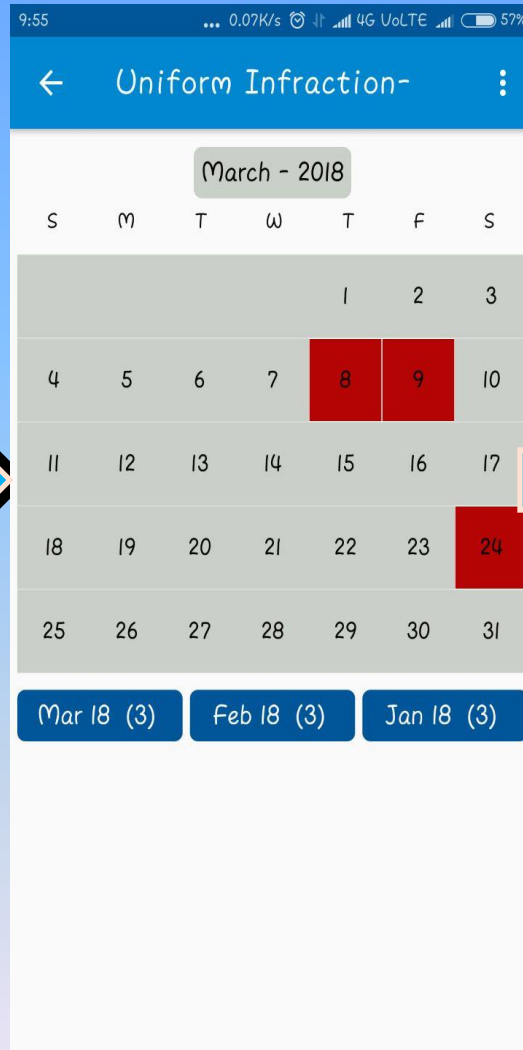 9:55 ... 0.07K/s 4G VoLTE 57%
Uniform Infraction-
March - 2018
S M T W T F S
1 2 3
4 5 6 7 8 9 10
11 12 13 14 15 16 17
18 19 20 21 22 23 24
25 26 27 28 29 30 31
Mar 18 (3) Feb 18 (3) Jan 18 (3)